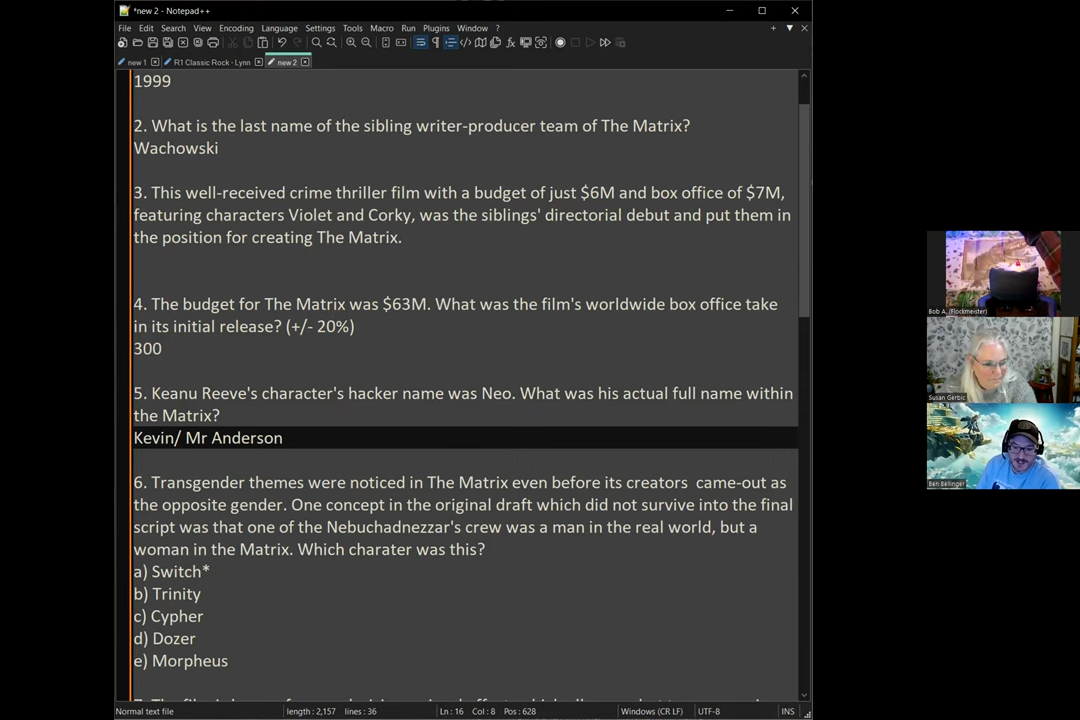 *new 2 - Notepad++
File Edit Search View Encoding Language Settings Tools Macro Run Plugins Window ?
new 1 R1 Classic Rock - Lynn new 2
1999
2. What is the last name of the sibling writer-producer team of The Matrix?
Wachowski
3. This well-received crime thriller film with a budget of just $6M and box office of $7M,
featuring characters Violet and Corky, was the siblings' directorial debut and put them in
the position for creating The Matrix.
4. The budget for The Matrix was $63M. What was the film's worldwide box office take
in its initial release? (+/- 20%)
300
5. Keanu Reeve's character's hacker name was Neo. What was his actual full name within
the Matrix?
Kevin/ Mr Anderson
6. Transgender themes were noticed in The Matrix even before its creators  came-out as
the opposite gender. One concept in the original draft which did not survive into the final
script was that one of the Nebuchadnezzar's crew was a man in the real world, but a
woman in the Matrix. Which charater was this?
a) Switch*
b) Trinity
c) Cypher
d) Dozer
e) Morpheus
Normal text file length : 2,157 lines : 36 Ln : 16 Col : 8 Pos : 628 Windows (CR LF) UTF-8 INS
Bob A. (Flockmeister)
Susan Gerbic
Ben Bellinger